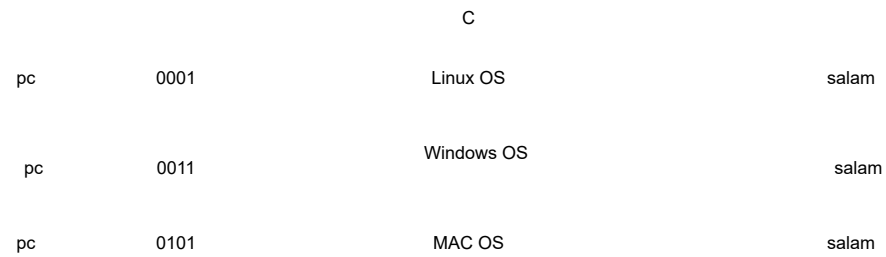 C
pc 0001 Linux OS salam
pc 0011 Windows OS salam
pc 0101 MAC OS salam